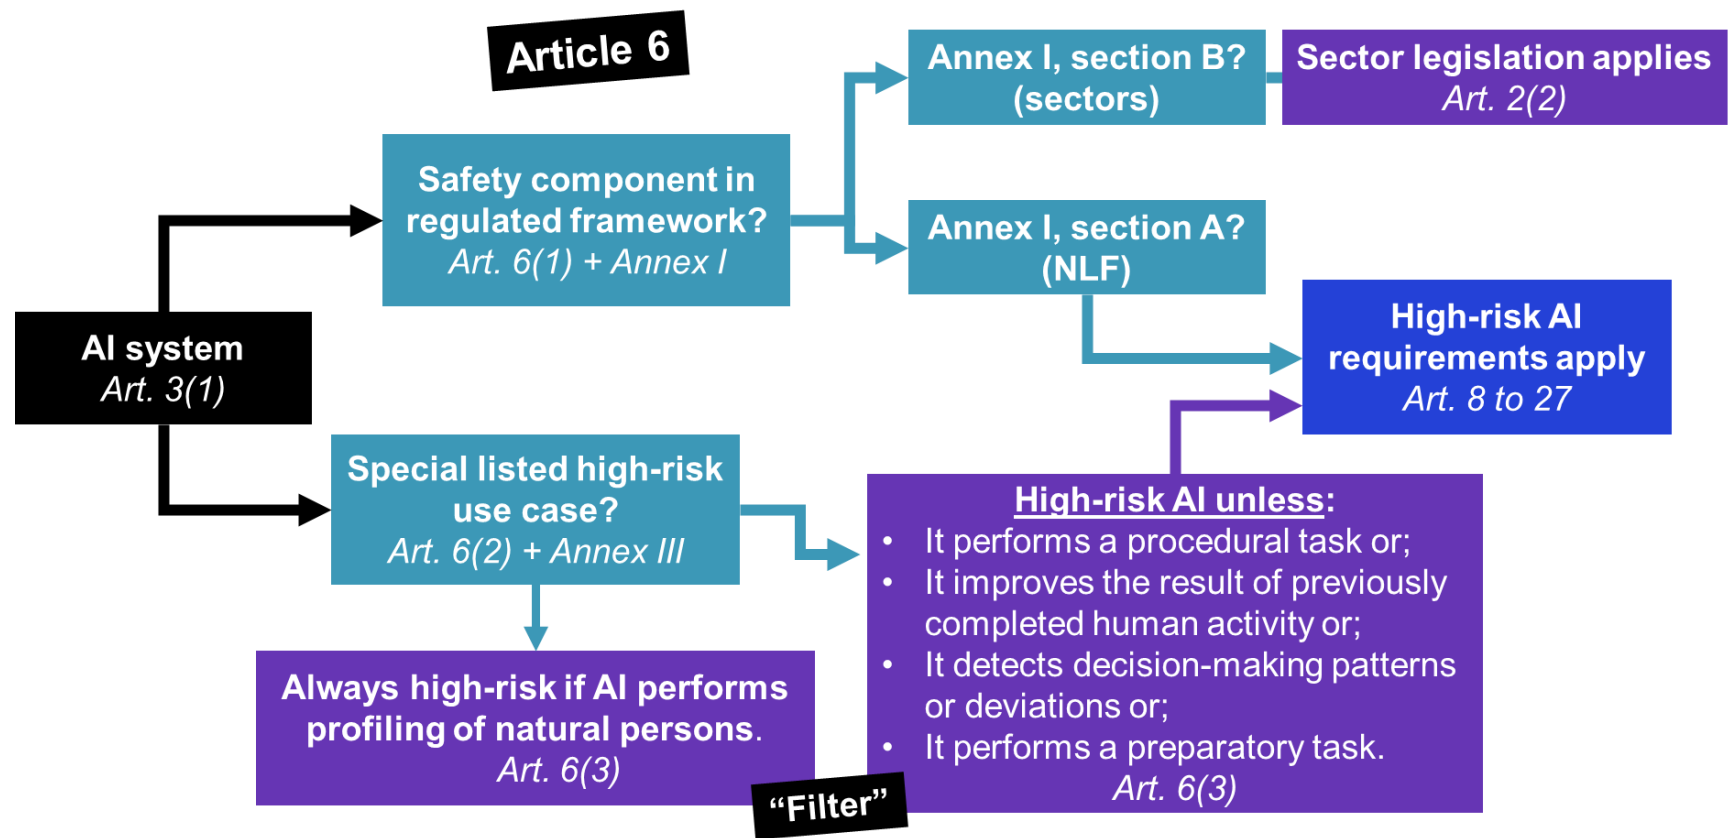 Article 6
Annex I, section B?
(sectors)
Sector legislation applies
Art. 2(2)
Safety component in
regulated framework?
Art. 6(1) + Annex I
Annex I, section A?
(NLF)
AI system
Art. 3(1)
High-risk AI
requirements apply
Art. 8 to 27
Special listed high-risk
use case?
Art. 6(2) + Annex III
High-risk AI unless:
• It performs a procedural task or;
• It improves the result of previously
completed human activity or;
• It detects decision-making patterns
or deviations or;
• It performs a preparatory task.
Art. 6(3)
Always high-risk if AI performs
profiling of natural persons.
Art. 6(3)
“Filter”